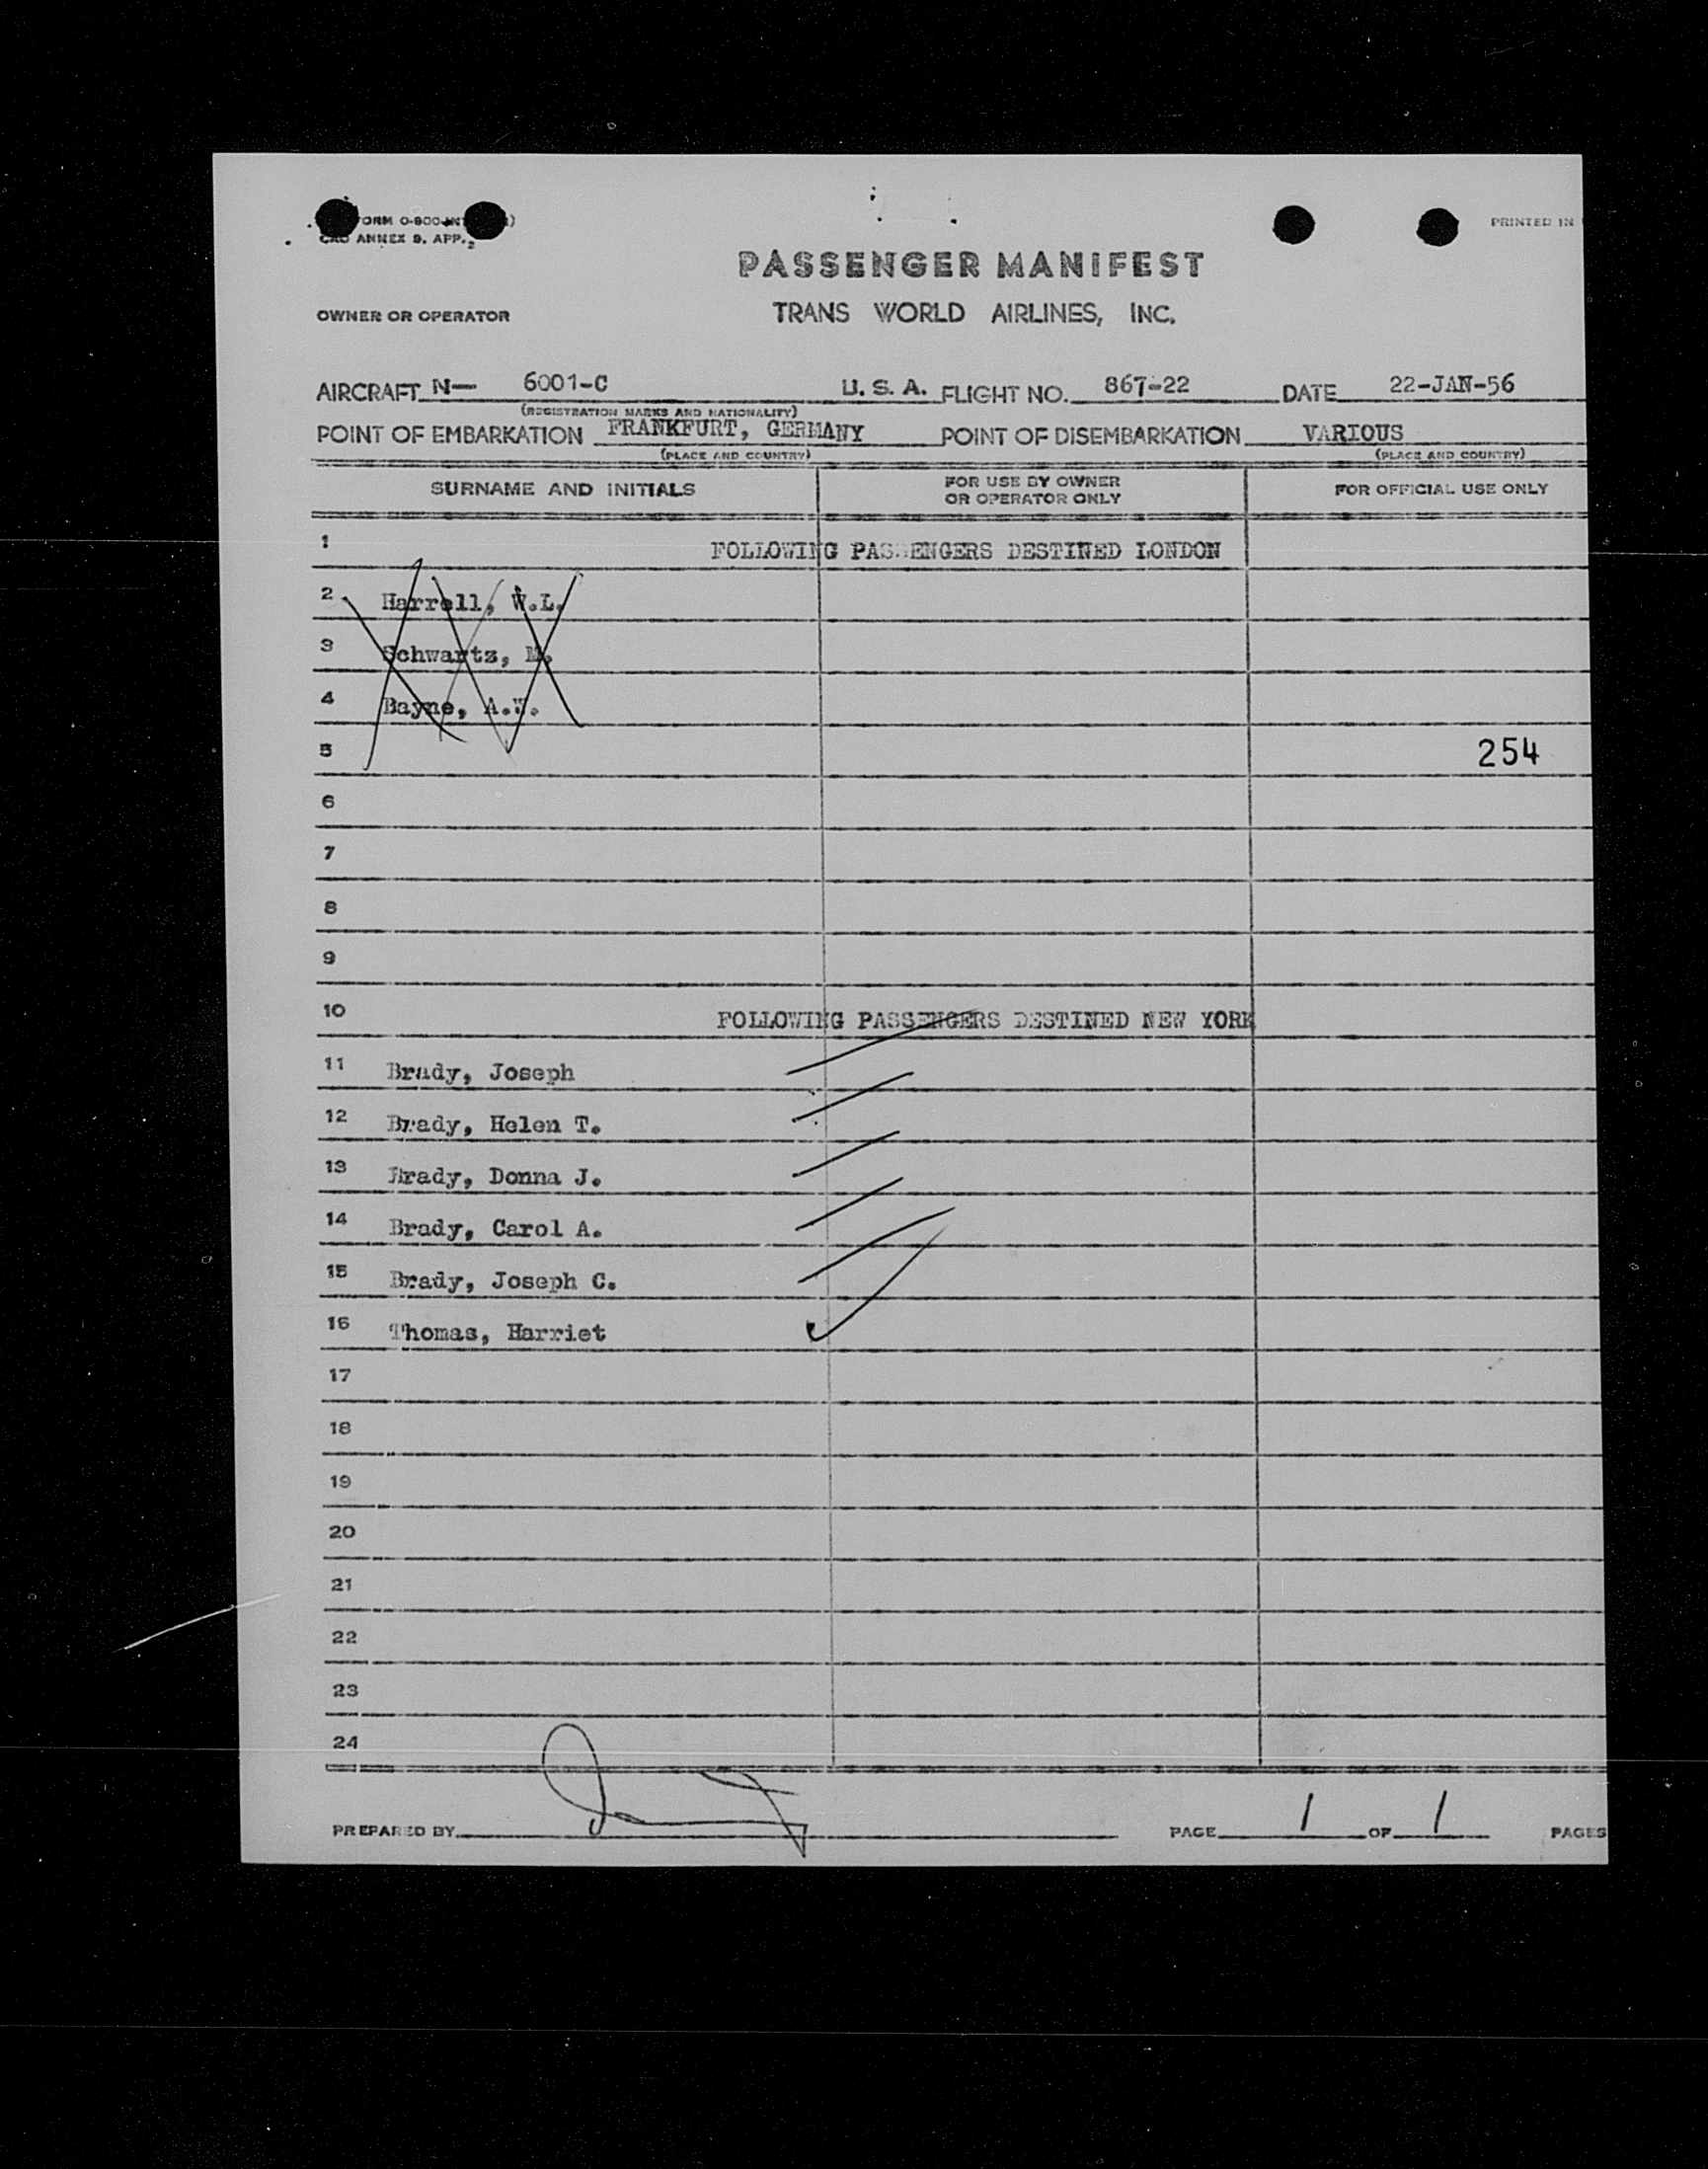 ORM O-800-INT )
CAO ANNEX 9. APP. 2
PRINTED IN
PASSENGER MANIFEST
OWNER OR OPERATOR TRANS WORLD AIRLINES, INC.
AIRCRAFT N— 6001-C U. S. A. FLIGHT NO. 867-22 DATE 22-JAN-56
(REGISTRATION MARKS AND NATIONALITY)
POINT OF EMBARKATION FRANKFURT, GERMANY POINT OF DISEMBARKATION VARIOUS
(PLACE AND COUNTRY) (PLACE AND COUNTRY)
SURNAME AND INITIALS FOR USE BY OWNER OR OPERATOR ONLY FOR OFFICIAL USE ONLY
1 FOLLOWING PASSENGERS DESTINED LONDON
2 Harrell, W.L.
3 Schwartz, M.
4 Bayne, A.W.
5 254
6
7
8
9
10 FOLLOWING PASSENGERS DESTINED NEW YORK
11 Brady, Joseph
12 Brady, Helen T.
13 Brady, Donna J.
14 Brady, Carol A.
15 Brady, Joseph C.
16 Thomas, Harriet
17
18
19
20
21
22
23
24
PREPARED BY PAGE 1 OF 1 PAGES